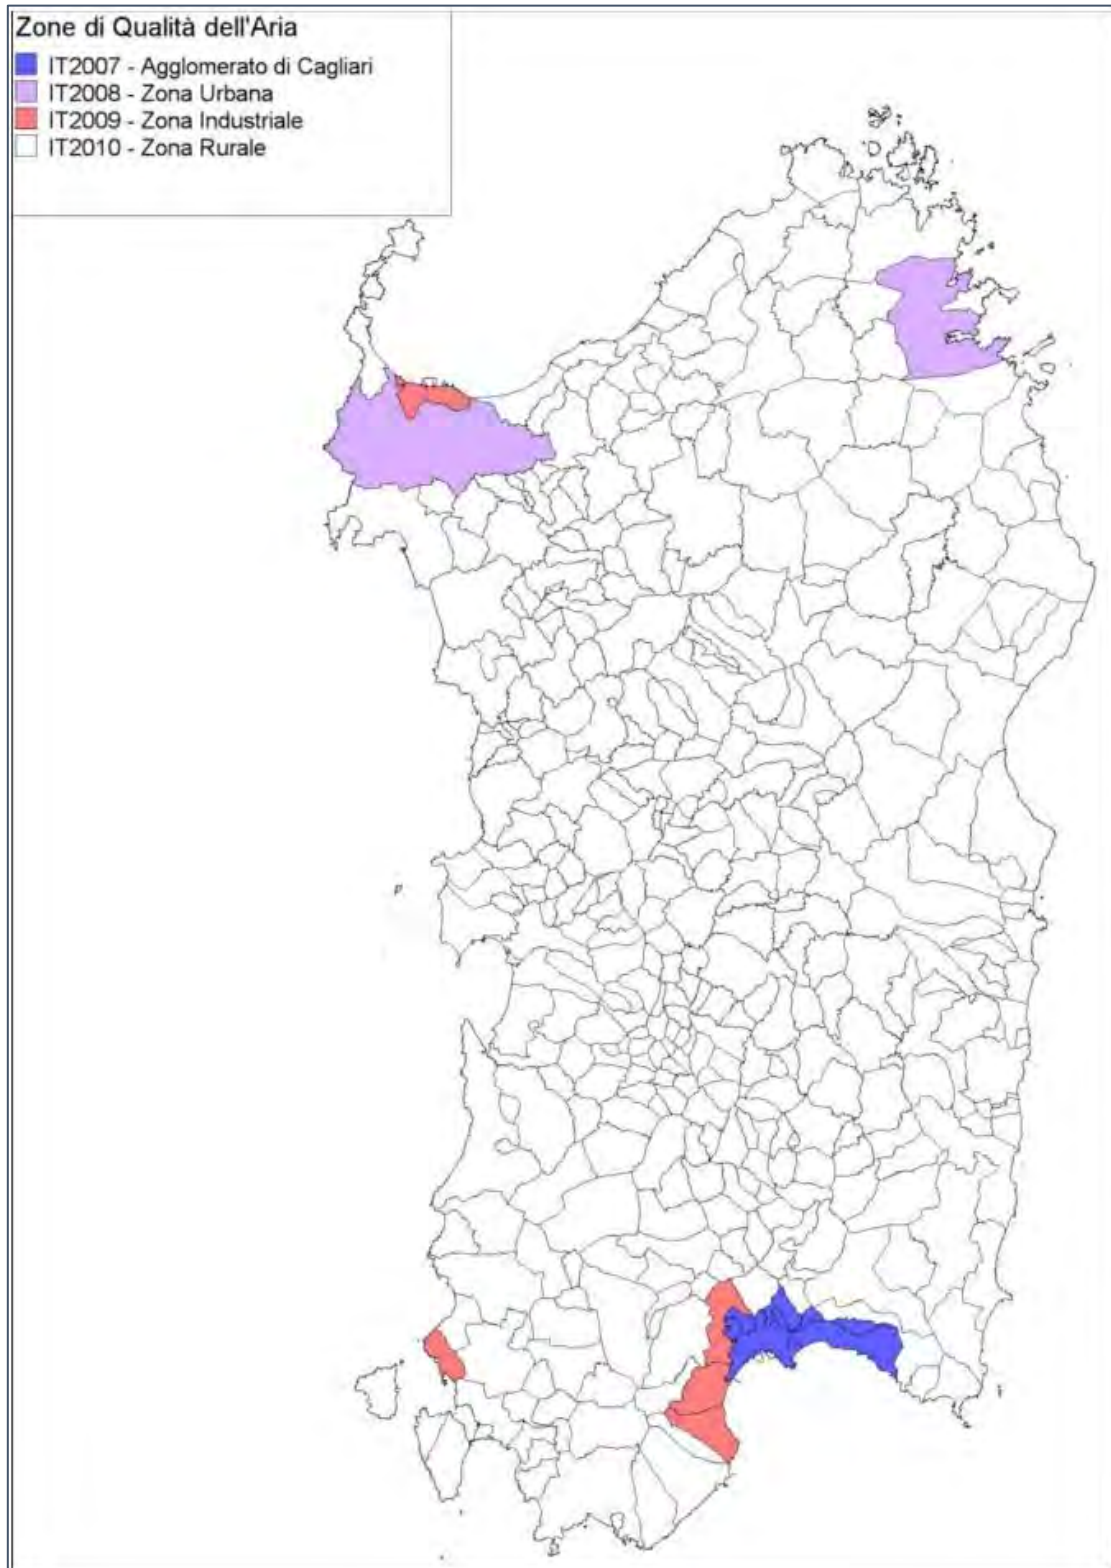 Zone di Qualità dell'Aria
IT2007 - Agglomerato di Cagliari
IT2008 - Zona Urbana
IT2009 - Zona Industriale
IT2010 - Zona Rurale